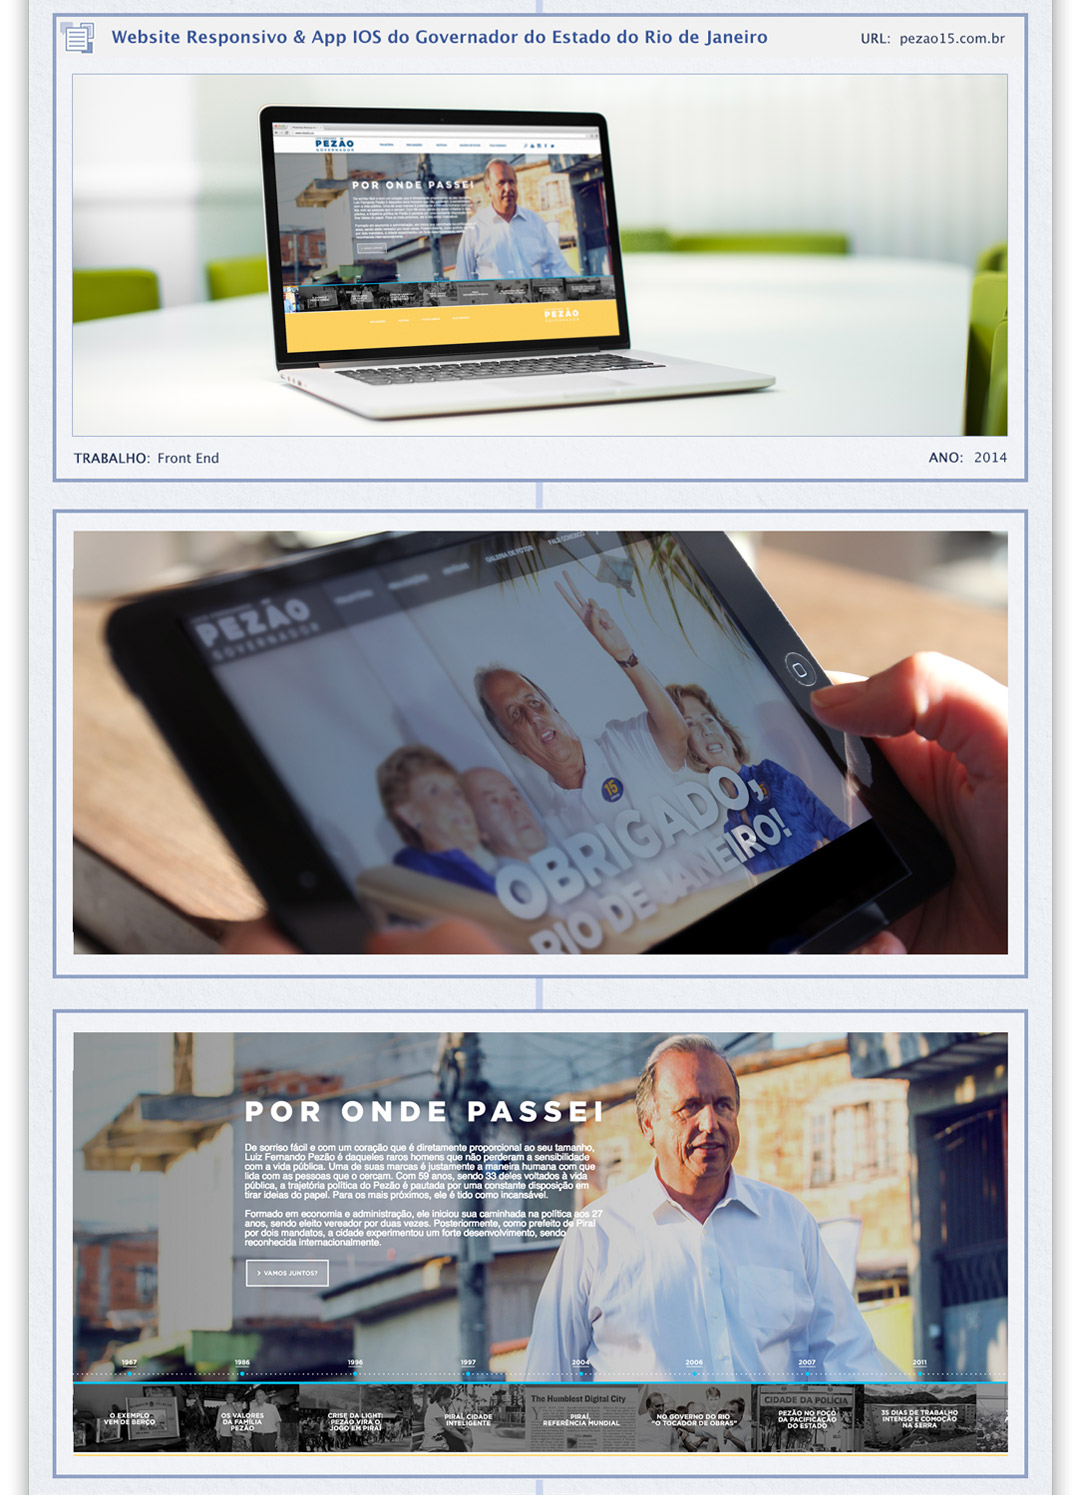 Website Responsivo & App IOS do Governador do Estado do Rio de Janeiro
URL: pezao15.com.br
PEZÃO
GOVERNADOR
POR ONDE PASSEI
PEZÃO
TRABALHO: Front End
ANO: 2014
GALERIA DE FOTOS
FALE CONOSCO
PEZÃO
GOVERNADOR
15
OBRIGADO,
RIO DE JANEIRO!
POR ONDE PASSEI
De sorriso fácil e com um coração que é diretamente proporcional ao seu tamanho,
Luiz Fernando Pezão é daqueles raros homens que não perderam a sensibilidade
com a vida pública. Uma de suas marcas é justamente a maneira humana com que
lida com as pessoas que o cercam. Com 59 anos, sendo 33 deles voltados à vida
pública, a trajetória política do Pezão é pautada por uma constante disposição em
tirar ideias do papel. Para os mais próximos, ele é tido como incansável.
Formado em economia e administração, ele iniciou sua caminhada na política aos 27
anos, sendo eleito vereador por duas vezes. Posteriormente, como prefeito de Piraí
por dois mandatos, a cidade experimentou um forte desenvolvimento, sendo
reconhecida internacionalmente.
> VAMOS JUNTOS?
1967 1986 1996 1997 2004 2006 2007 2011
The Humblest Digital City
CIDADE DA POLÍCIA
O EXEMPLO
VEM DE BERÇO
OS VALORES
DA FAMÍLIA
PEZÃO
CRISE DA LIGHT:
PEZÃO VIRA O
JOGO EM PIRAÍ
PIRAÍ, CIDADE
INTELIGENTE
PIRAÍ,
REFERÊNCIA MUNDIAL
NO GOVERNO DO RIO
"O TOCADOR DE OBRAS"
PEZÃO NO FOCO
DA PACIFICAÇÃO
DO ESTADO
35 DIAS DE TRABALHO
INTENSO E COMOÇÃO
NA SERRA